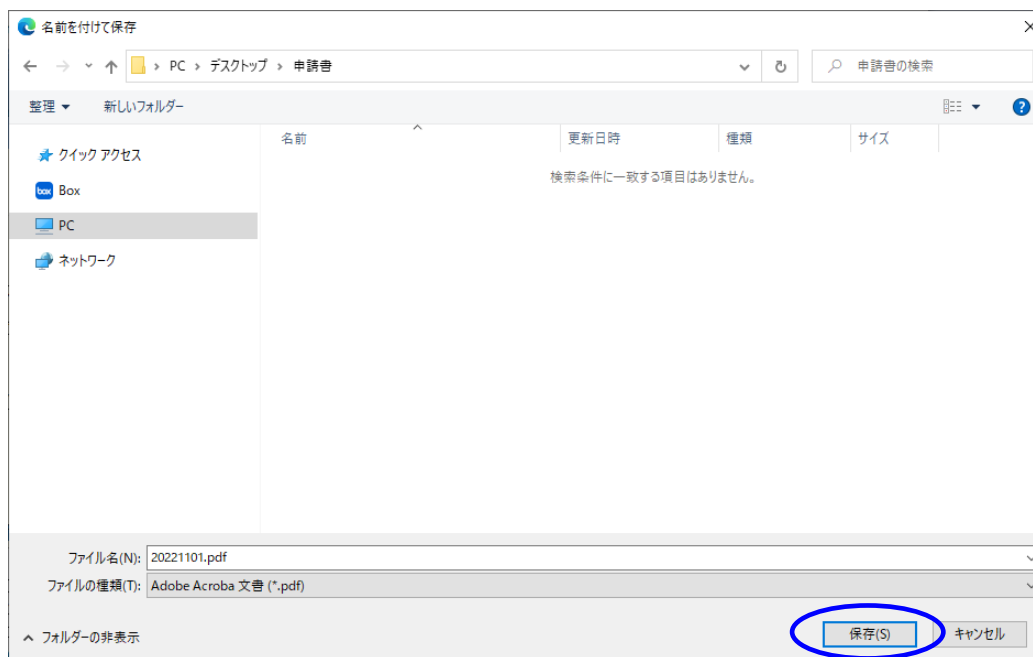 名前を付けて保存
PC › デスクトップ › 申請書
申請書の検索
整理 新しいフォルダー
名前 更新日時 種類 サイズ
検索条件に一致する項目はありません。
クイック アクセス
box Box
PC
ネットワーク
ファイル名(N): 20221101.pdf
ファイルの種類(T): Adobe Acroba 文書 (*.pdf)
フォルダーの非表示 保存(S) キャンセル